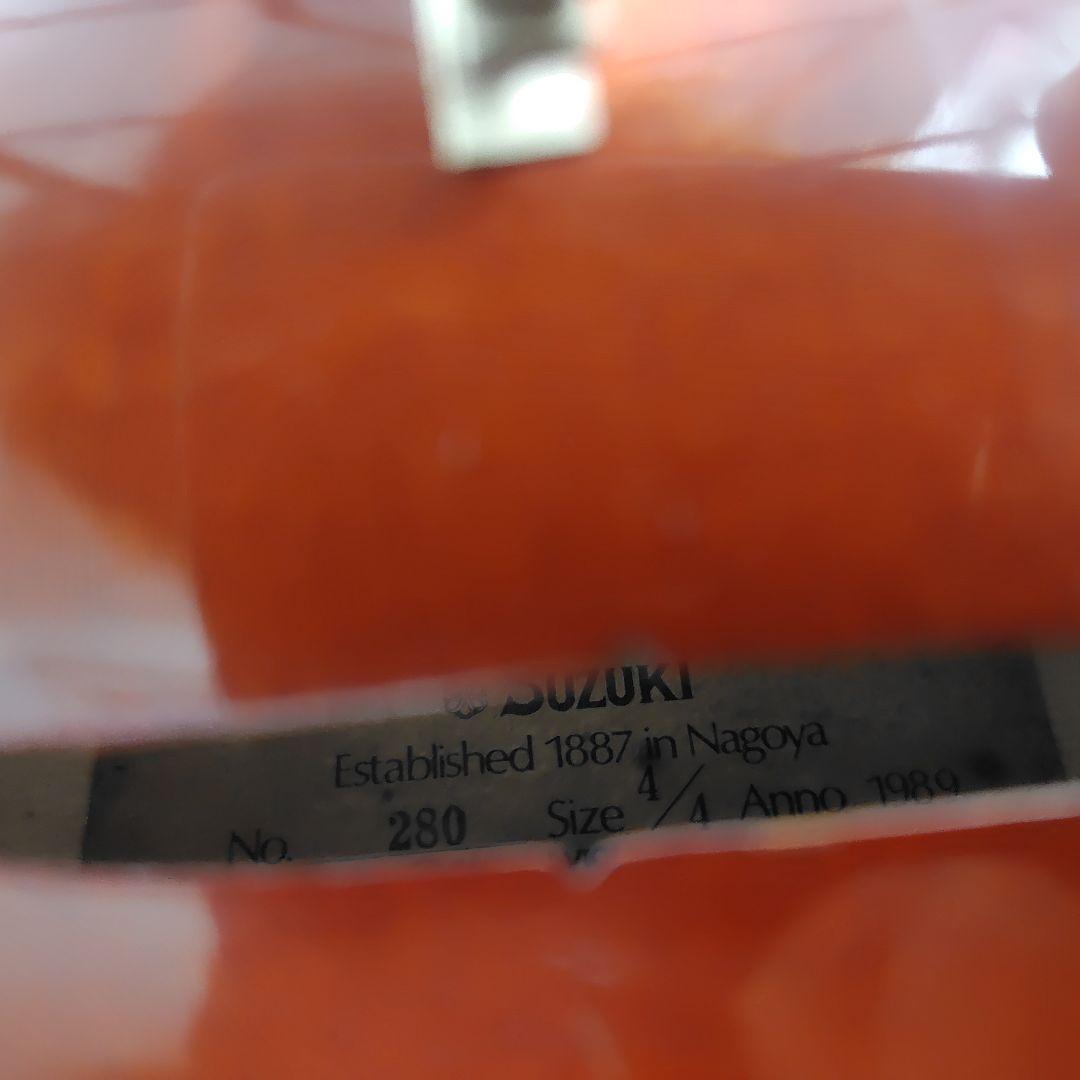 SUZUKI
Established 1887 in Nagoya
No. 280 Size 4/4 Anno 1989